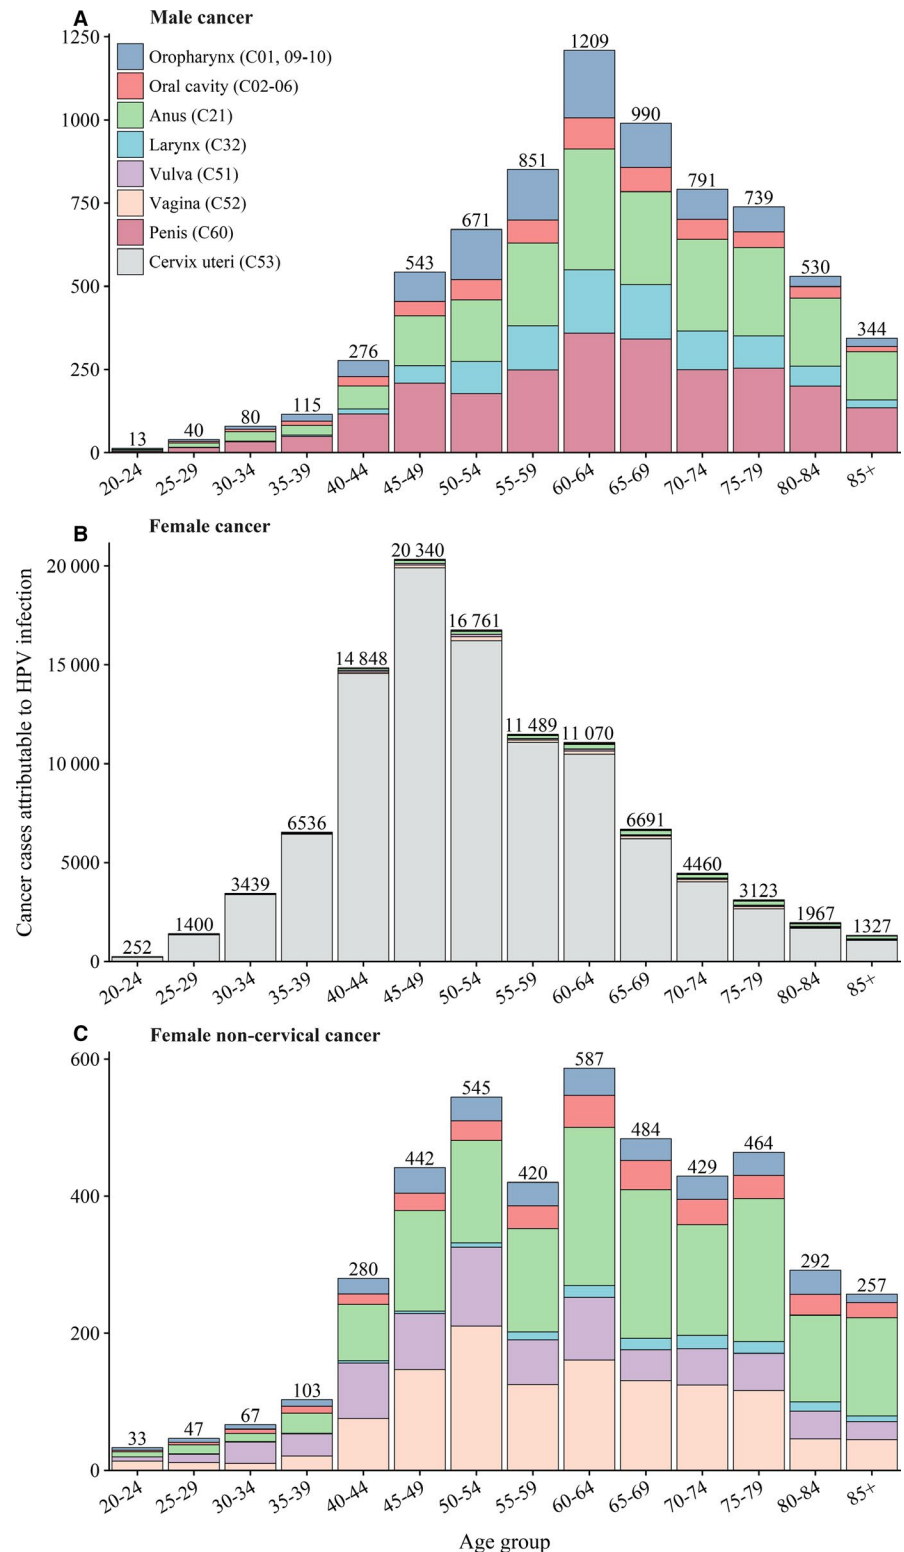 A Male cancer
1250
1000
750
500
250
0
Oropharynx (C01, 09-10)
Oral cavity (C02-06)
Anus (C21)
Larynx (C32)
Vulva (C51)
Vagina (C52)
Penis (C60)
Cervix uteri (C53)
13 40 80 115 276 543 671 851 1209 990 791 739 530 344
20-24 25-29 30-34 35-39 40-44 45-49 50-54 55-59 60-64 65-69 70-74 75-79 80-84 85+
B Female cancer
Cancer cases attributable to HPV infection
20 000
15 000
10 000
5000
0
252 1400 3439 6536 14 848 20 340 16 761 11 489 11 070 6691 4460 3123 1967 1327
20-24 25-29 30-34 35-39 40-44 45-49 50-54 55-59 60-64 65-69 70-74 75-79 80-84 85+
C Female non-cervical cancer
600
400
200
0
33 47 67 103 280 442 545 420 587 484 429 464 292 257
20-24 25-29 30-34 35-39 40-44 45-49 50-54 55-59 60-64 65-69 70-74 75-79 80-84 85+
Age group